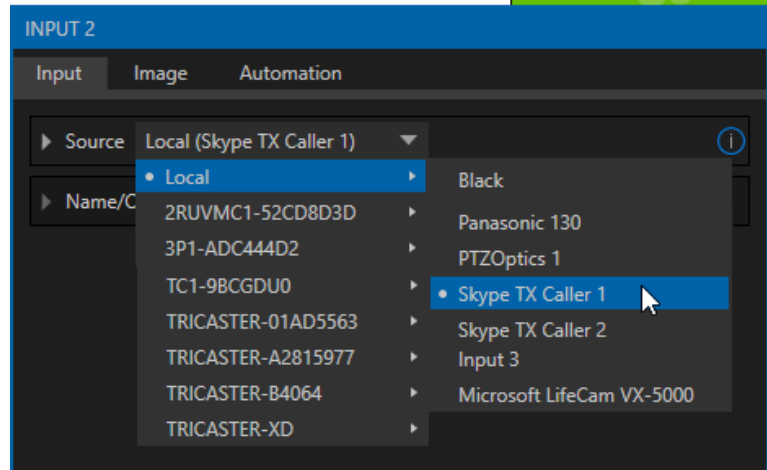 INPUT 2
Input Image Automation
Source Local (Skype TX Caller 1)
Name/C
Local
2RUVMC1-52CD8D3D
3P1-ADC444D2
TC1-9BCGDU0
TRICASTER-01AD5563
TRICASTER-A2815977
TRICASTER-B4064
TRICASTER-XD
Black
Panasonic 130
PTZOptics 1
Skype TX Caller 1
Skype TX Caller 2
Input 3
Microsoft LifeCam VX-5000